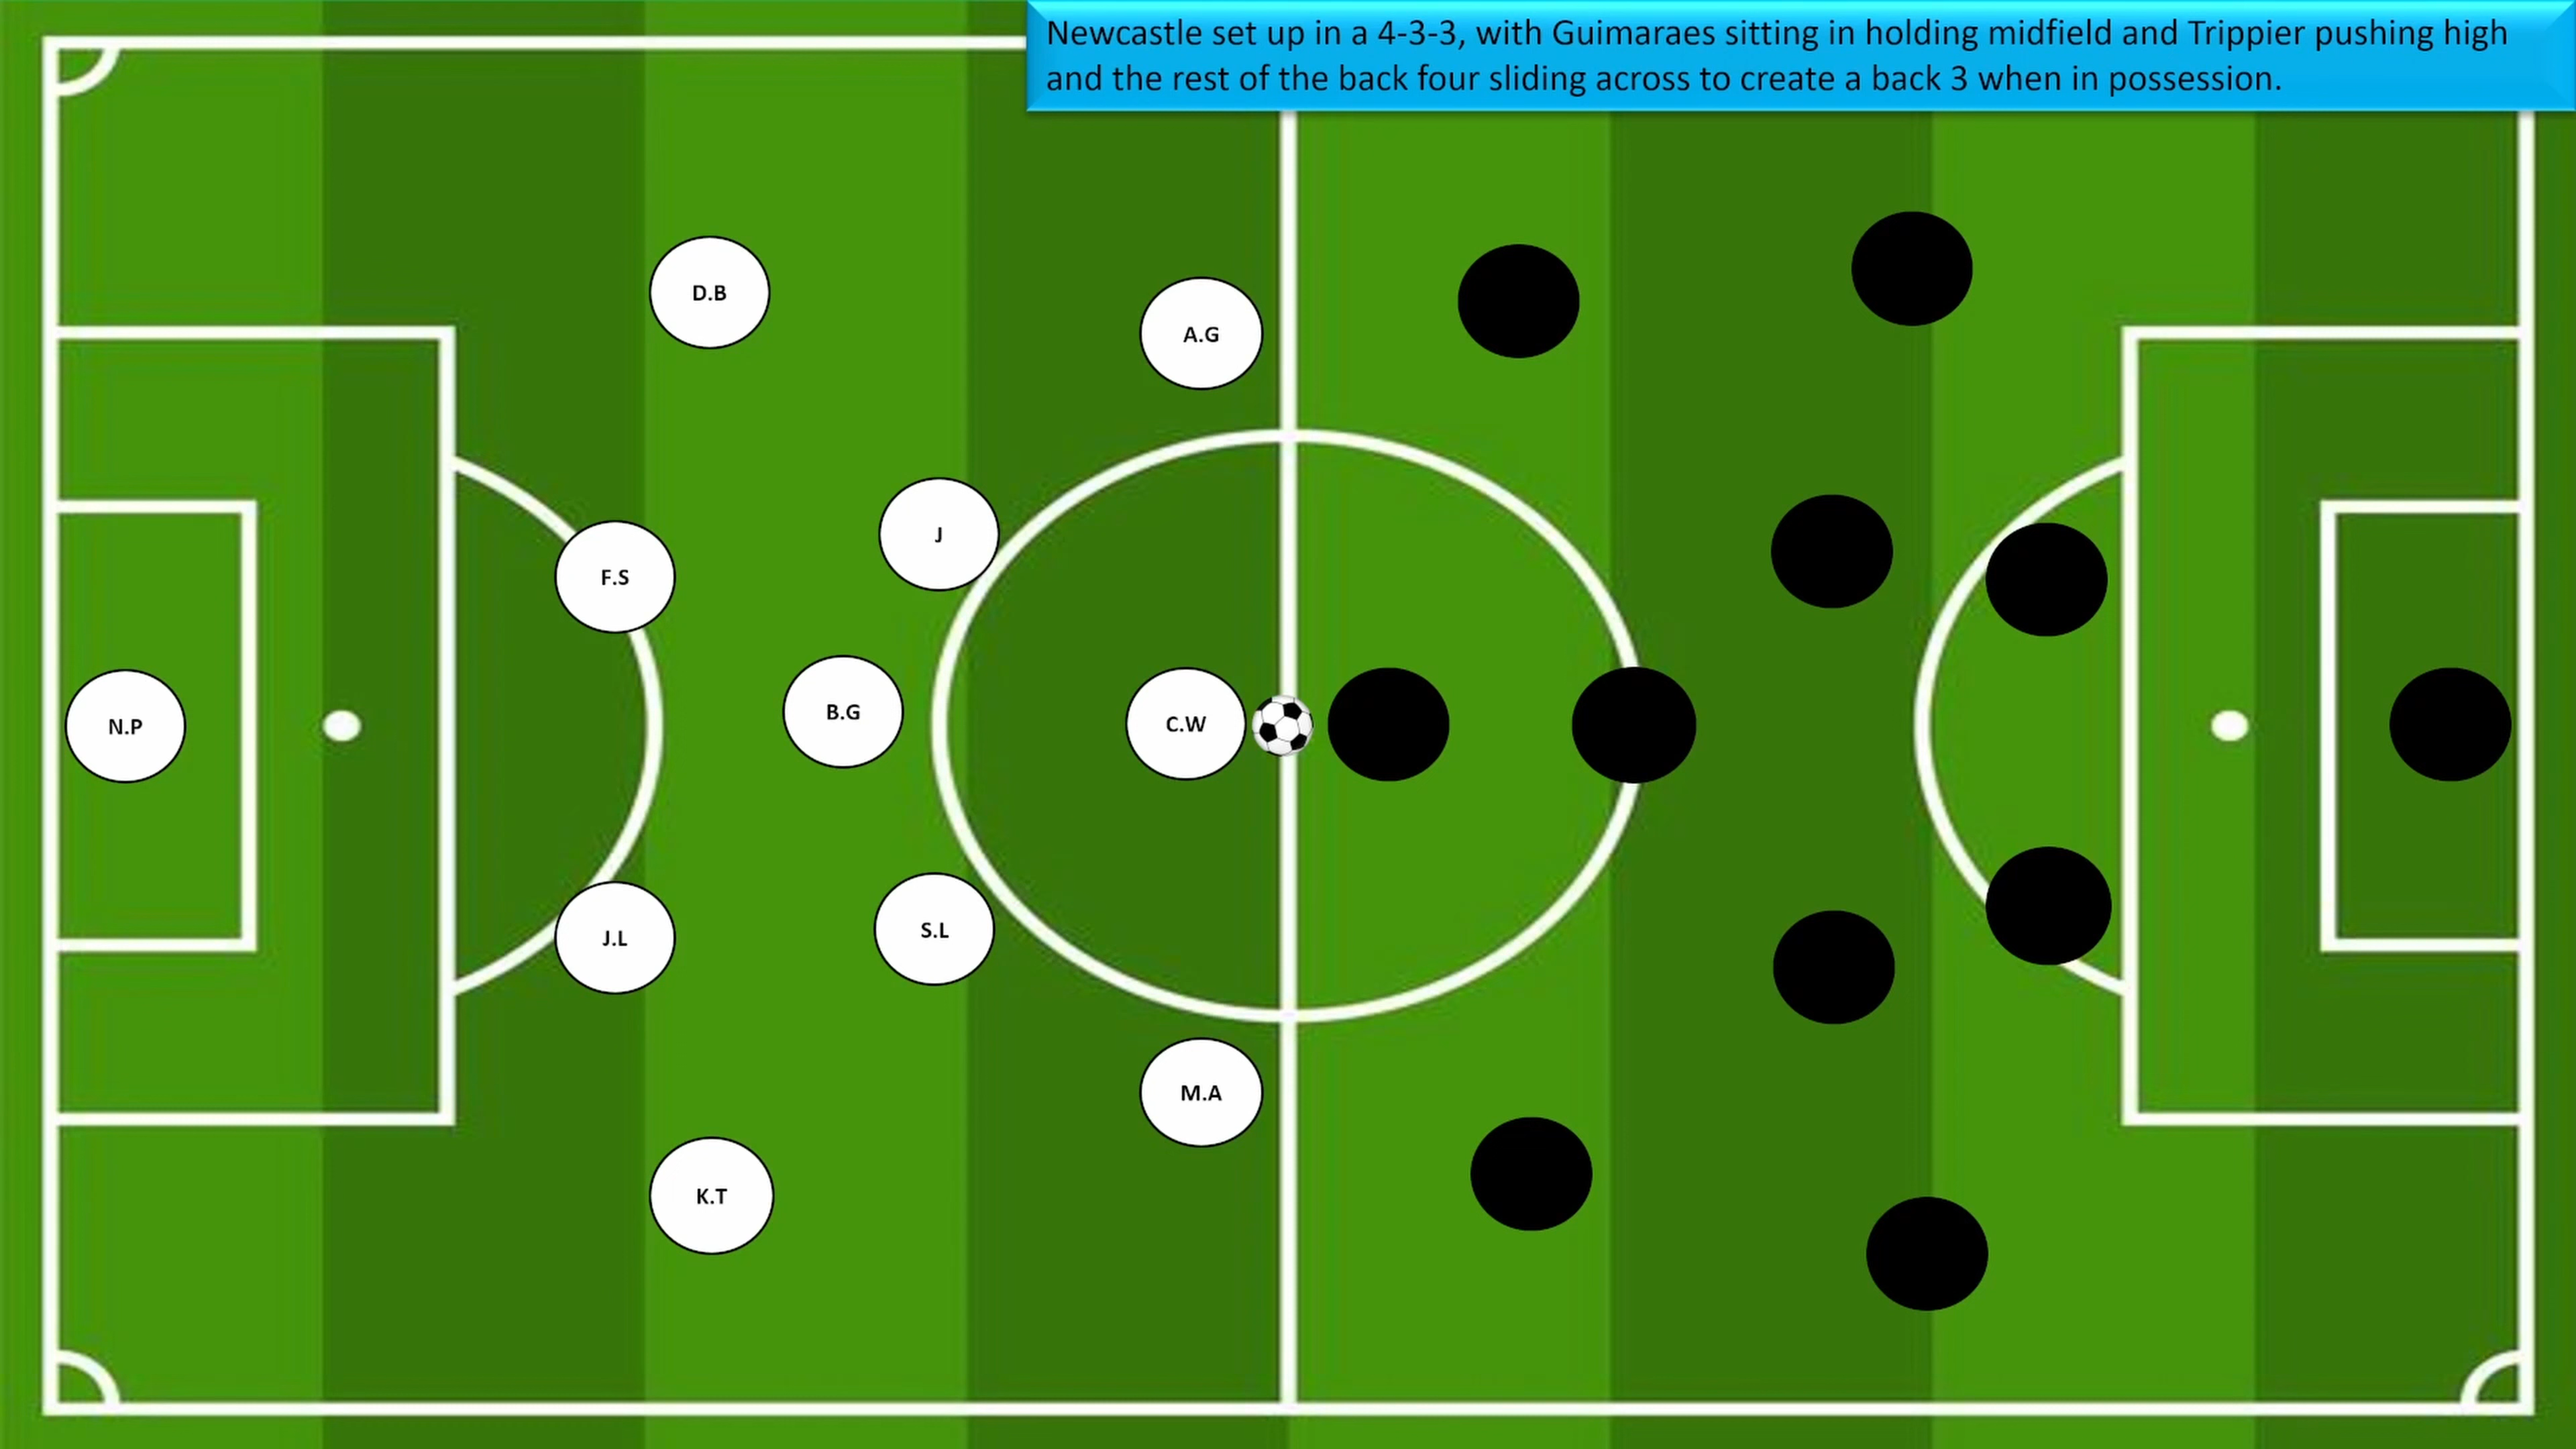 Newcastle set up in a 4-3-3, with Guimaraes sitting in holding midfield and Trippier pushing high
and the rest of the back four sliding across to create a back 3 when in possession.
D.B
A.G
J
F.S
B.G
C.W
N.P
S.L
J.L
M.A
K.T